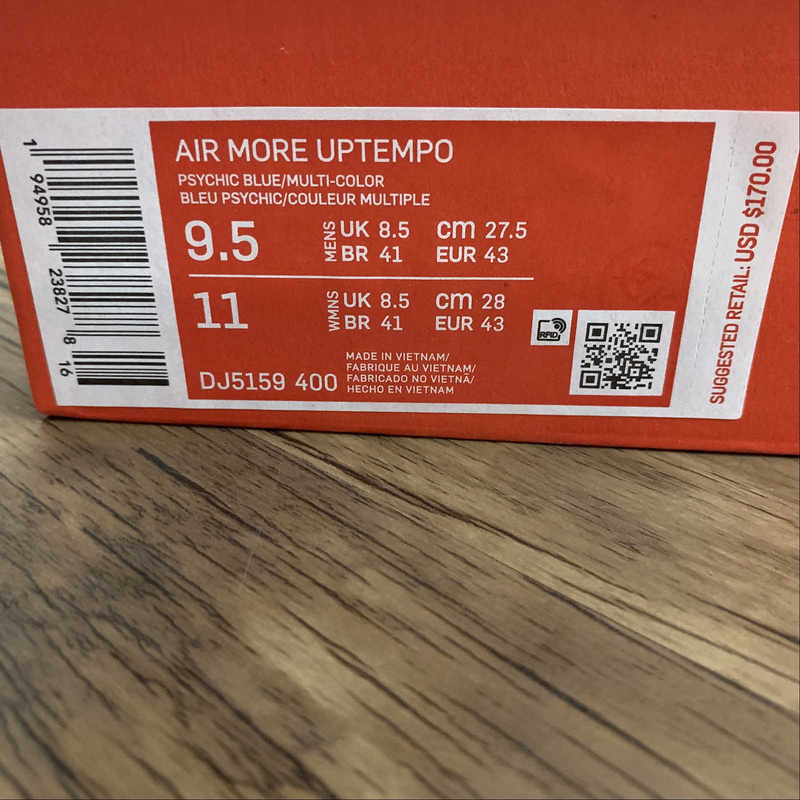 AIR MORE UPTEMPO
PSYCHIC BLUE/MULTI-COLOR
BLEU PSYCHIC/COULEUR MULTIPLE
9.5 MENS UK 8.5 cm 27.5
BR 41 EUR 43
11 WMNS UK 8.5 cm 28
BR 41 EUR 43
RFID
DJ5159 400
MADE IN VIETNAM/
FABRIQUE AU VIETNAM/
FABRICADO NO VIETNÃ/
HECHO EN VIETNAM
1 94958 23827 8 16
SUGGESTED RETAIL: USD $170.00